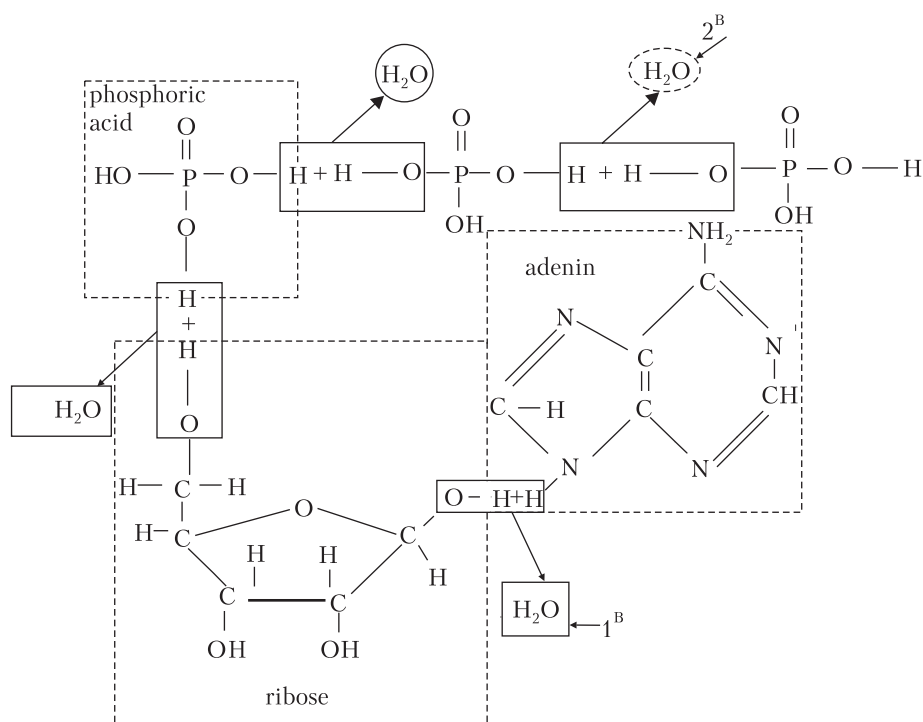 2B
H2O
H2O
phosphoric
acid
O
O
O
HO P O H + H O P O H + H O P O H
OH
OH
O
NH2
adenin
C
H
+
H
N
N
C
H2O
C H
C
CH
O
N
N
O – H+H
H C H
O
H C
C
H
H
H
C
C
H2O
1B
OH
OH
ribose